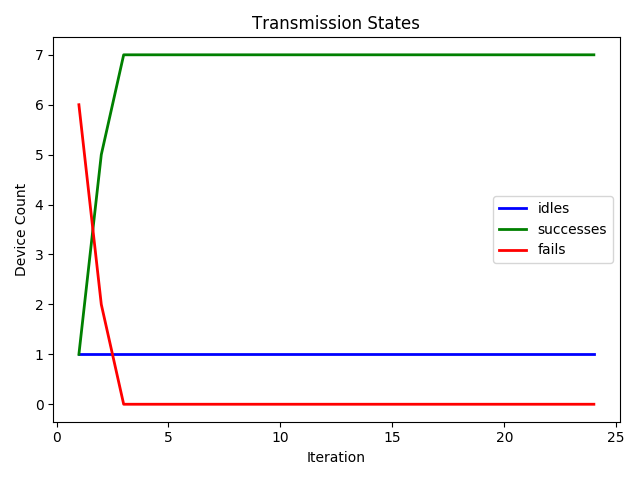 Transmission States
7
6
5
4
3
2
1
0
Device Count
idles
successes
fails
0 5 10 15 20 25
Iteration